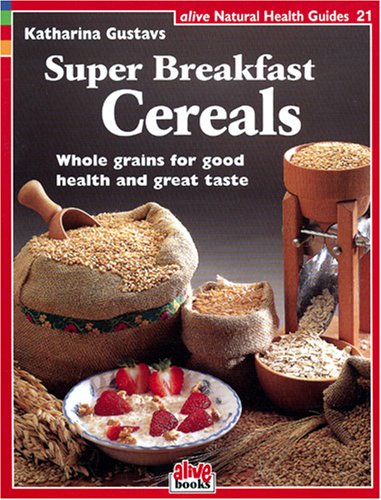 alive Natural Health Guides 21
Katharina Gustavs
Super Breakfast
Cereals
Whole grains for good
health and great taste
alive
books